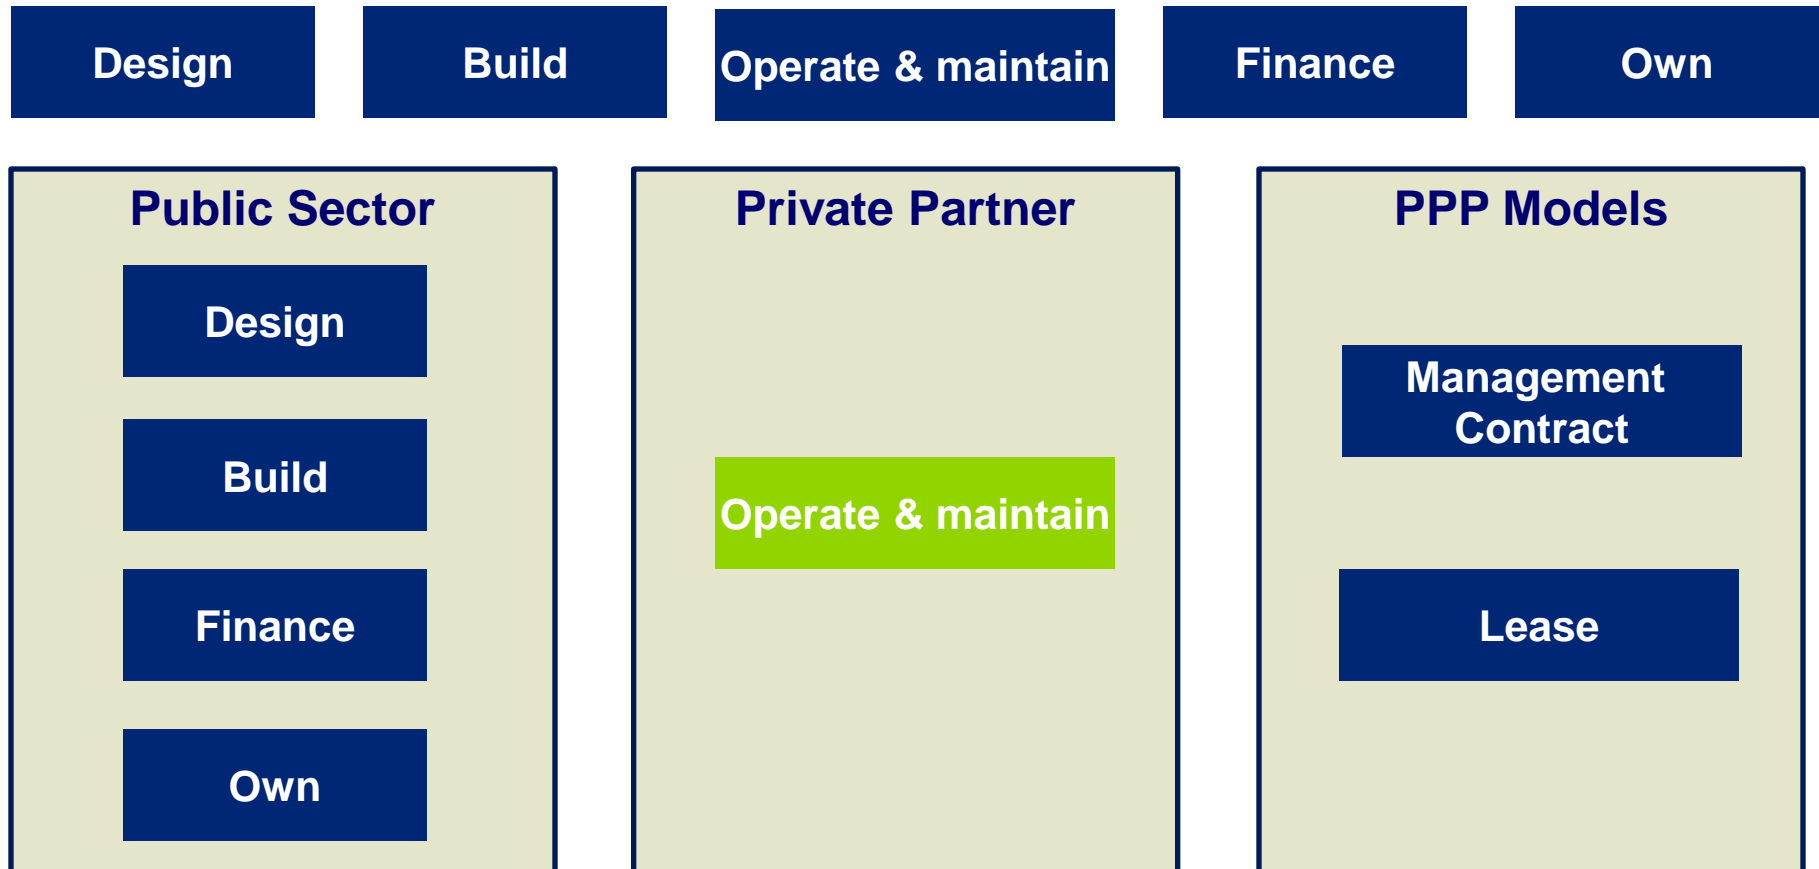 Design
Build
Operate & maintain
Finance
Own
Public Sector
Design
Build
Finance
Own
Private Partner
Operate & maintain
PPP Models
Management
Contract
Lease